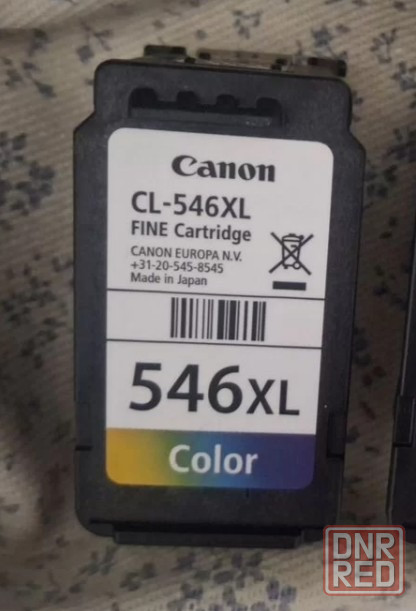 Canon
CL-546XL
FINE Cartridge
CANON EUROPA N.V.
+31-20-545-8545
Made in Japan
546XL
Color
DNR
RED